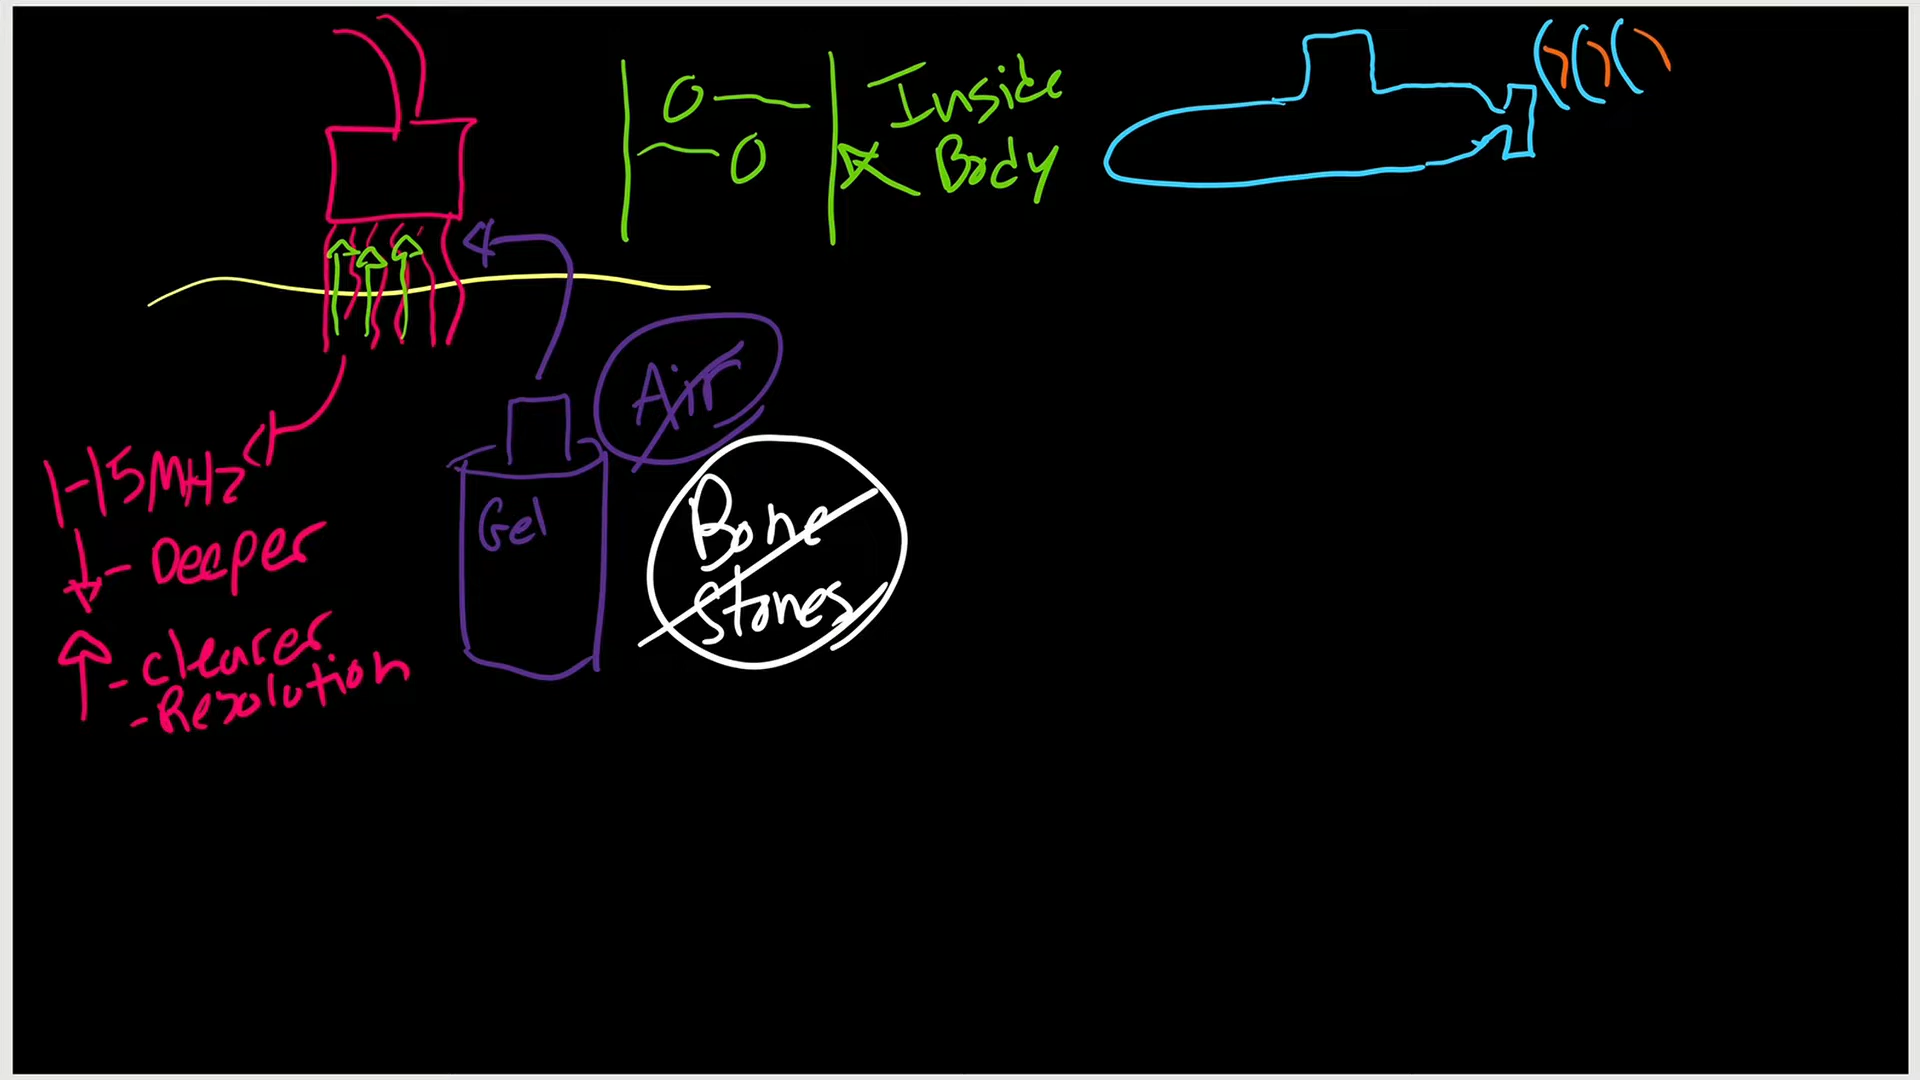 Inside
Body
Air
1-15MHz
↓- Deeper
↑- Clearer
- Resolution
Gel
Bone
Stones